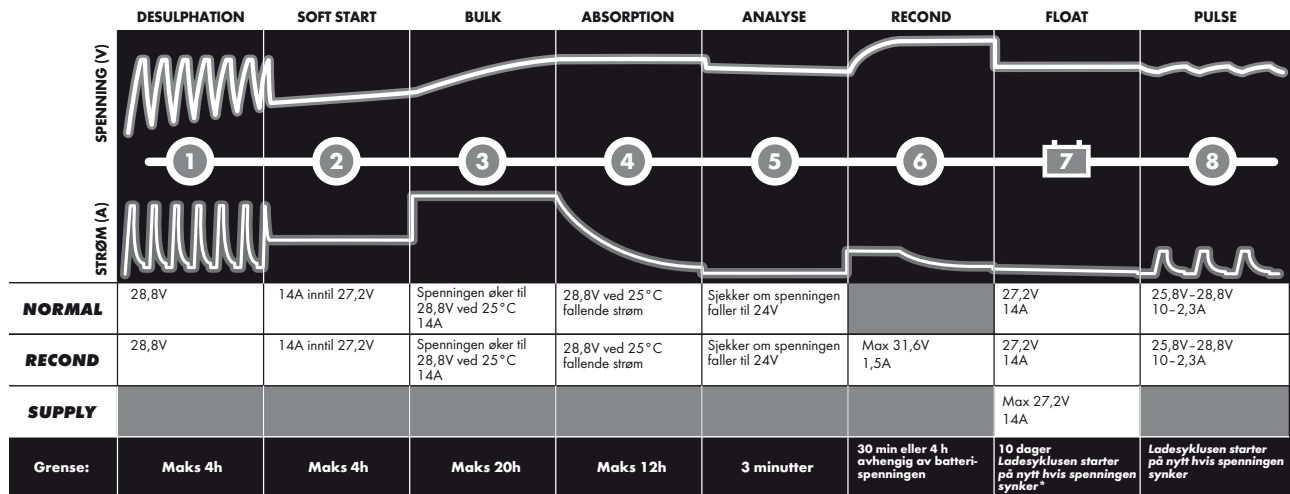 DESULPHATION SOFT START BULK ABSORPTION ANALYSE RECOND FLOAT PULSE
SPENNING (V)
1 2 3 4 5 6 7 8
STRØM (A)
NORMAL
28,8V
14A inntil 27,2V
Spenningen øker til
28,8V ved 25°C
14A
28,8V ved 25°C
fallende strøm
Sjekker om spenningen
faller til 24V
27,2V
14A
25,8V–28,8V
10–2,3A
RECOND
28,8V
14A inntil 27,2V
Spenningen øker til
28,8V ved 25°C
14A
28,8V ved 25°C
fallende strøm
Sjekker om spenningen
faller til 24V
Max 31,6V
1,5A
27,2V
14A
25,8V–28,8V
10–2,3A
SUPPLY
Max 27,2V
14A
Grense:
Maks 4h
Maks 4h
Maks 20h
Maks 12h
3 minutter
30 min eller 4 h
avhengig av batteri-
spenningen
10 dager
Ladesyklusen starter
på nytt hvis spenningen
synker*
Ladesyklusen starter
på nytt hvis spenningen
synker